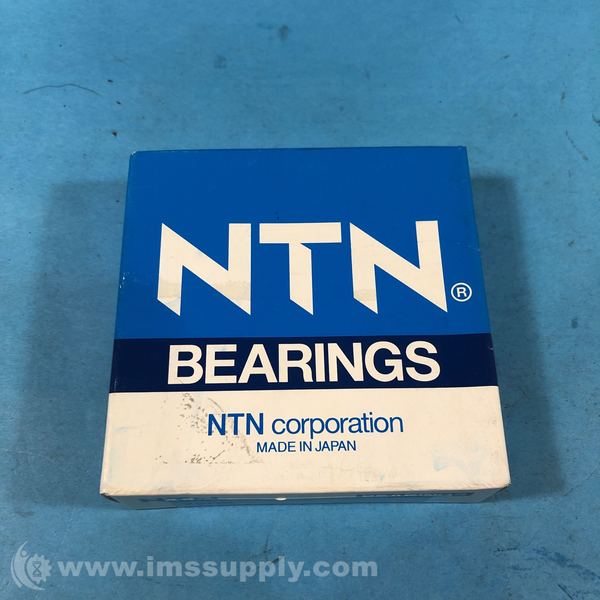 NTN®
BEARINGS
NTN corporation
MADE IN JAPAN
www.imssupply.com